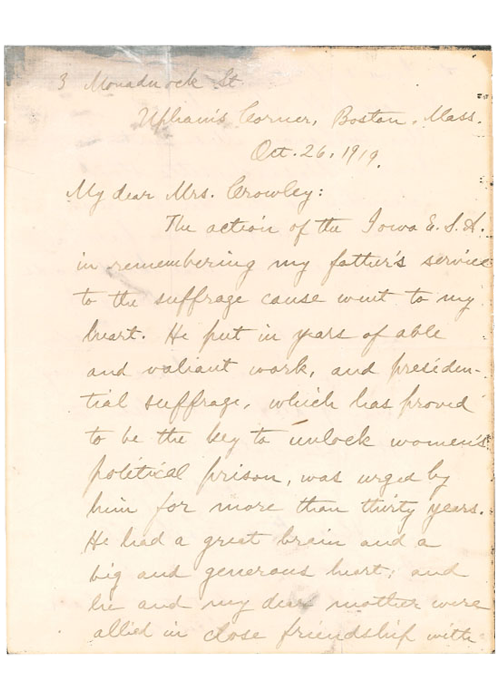 3 Monadnock St
Upham's Corner, Boston, Mass.
Oct. 26, 1919.
My dear Mrs. Crowley:
The action of the Iowa E. S. A.
in remembering my father's service
to the suffrage cause went to my
heart. He put in years of able
and valiant work, and presiden-
tial suffrage, which has proved
to be the key to unlock women's
political prison, was urged by
him for more than thirty years.
He had a great brain and a
big and generous heart; and
he and my dear mother were
allied in close friendship with